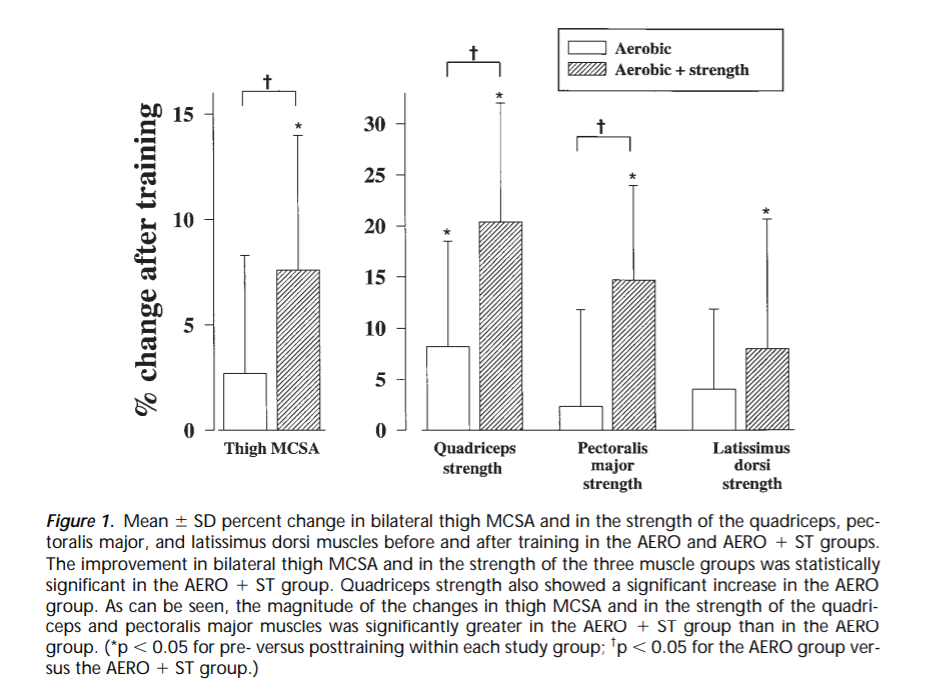 †
Aerobic
Aerobic + strength
% change after training
†
*
15
10
5
0
Thigh MCSA
*
*
†
*
*
30
25
20
15
10
5
0
Quadriceps
strength
Pectoralis
major
strength
Latissimus
dorsi
strength
Figure 1. Mean ± SD percent change in bilateral thigh MCSA and in the strength of the quadriceps, pec-
toralis major, and latissimus dorsi muscles before and after training in the AERO and AERO + ST groups.
The improvement in bilateral thigh MCSA and in the strength of the three muscle groups was statistically
significant in the AERO + ST group. Quadriceps strength also showed a significant increase in the AERO
group. As can be seen, the magnitude of the changes in thigh MCSA and in the strength of the quadri-
ceps and pectoralis major muscles was significantly greater in the AERO + ST group than in the AERO
group. (*p < 0.05 for pre- versus posttraining within each study group; †p < 0.05 for the AERO group ver-
sus the AERO + ST group.)